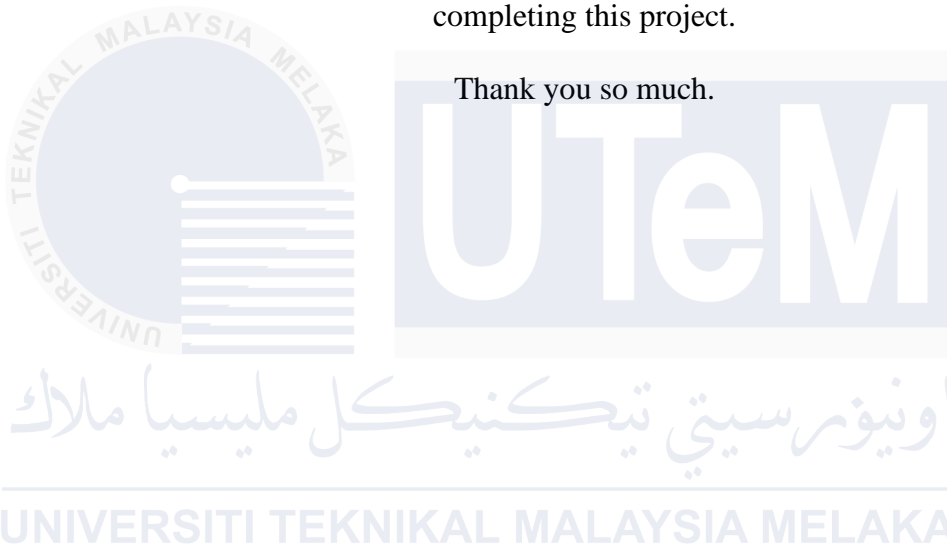 completing this project.
Thank you so much.
UNIVERSITI TEKNIKAL MALAYSIA MELAKA
UTeM
اونيۏرسيتي تيكنيكل مليسيا ملاك
UNIVERSITI TEKNIKAL MALAYSIA MELAKA